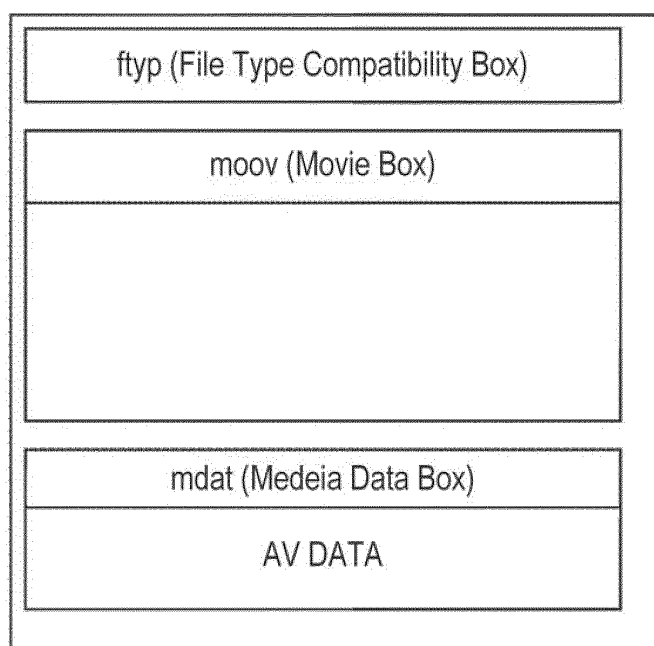 ftyp (File Type Compatibility Box)
moov (Movie Box)
mdat (Medeia Data Box)
AV DATA